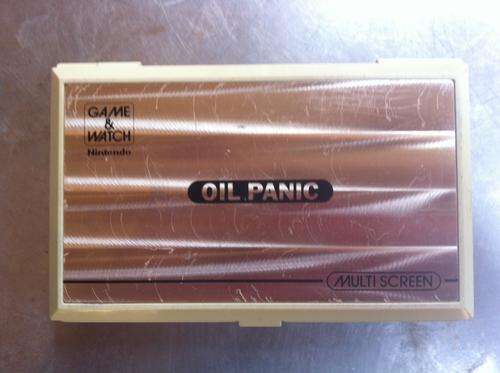 GAME
&
WATCH
Nintendo
OIL PANIC
MULTI SCREEN